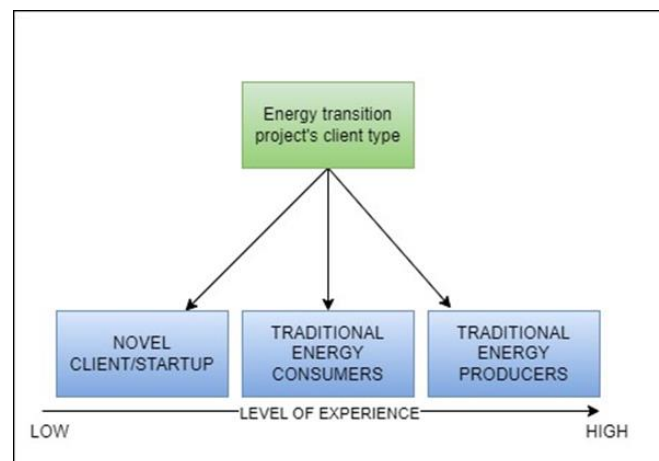 Energy transition
project's client type
NOVEL
CLIENT/STARTUP
TRADITIONAL
ENERGY
CONSUMERS
TRADITIONAL
ENERGY
PRODUCERS
LEVEL OF EXPERIENCE
LOW
HIGH